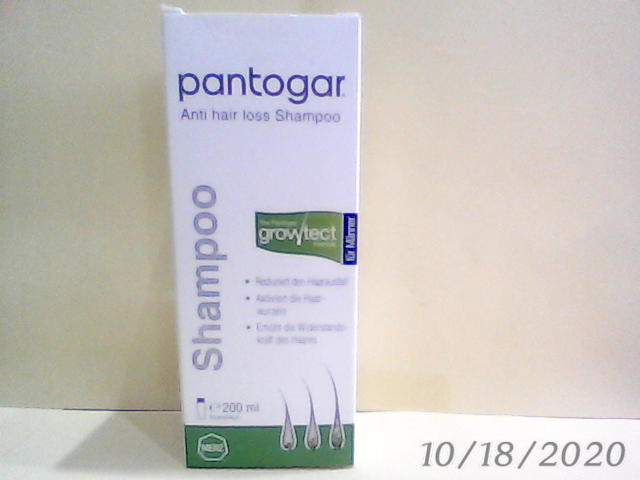 pantogar
Anti hair loss Shampoo
Shampoo
growtect
für Männer
• Reduziert den Haarausfall
• Aktiviert die Haar-
wurzeln
• Erhöht die Widerstands-
kraft des Haares
℮ 200 ml
MERZ
10/18/2020